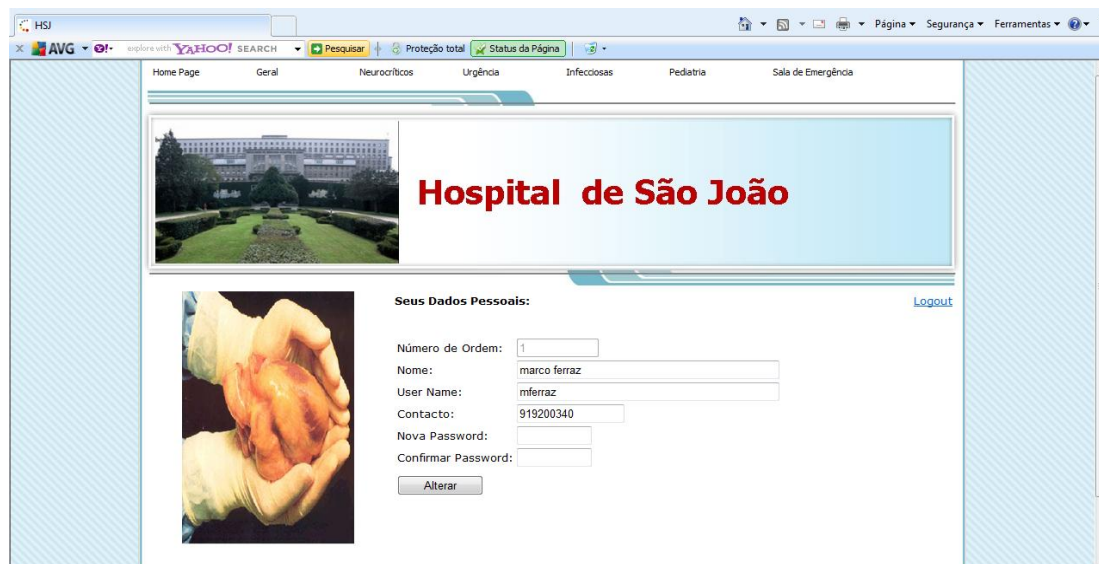 HSJ
Página Segurança Ferramentas
AVG explore with YAHOO! SEARCH Pesquisar Proteção total Status da Página
Home Page Geral Neurocríticos Urgência Infecciosas Pediatria Sala de Emergência
Hospital de São João
Seus Dados Pessoais: Logout
Número de Ordem: 1
Nome: marco ferraz
User Name: mferraz
Contacto: 919200340
Nova Password:
Confirmar Password:
Alterar